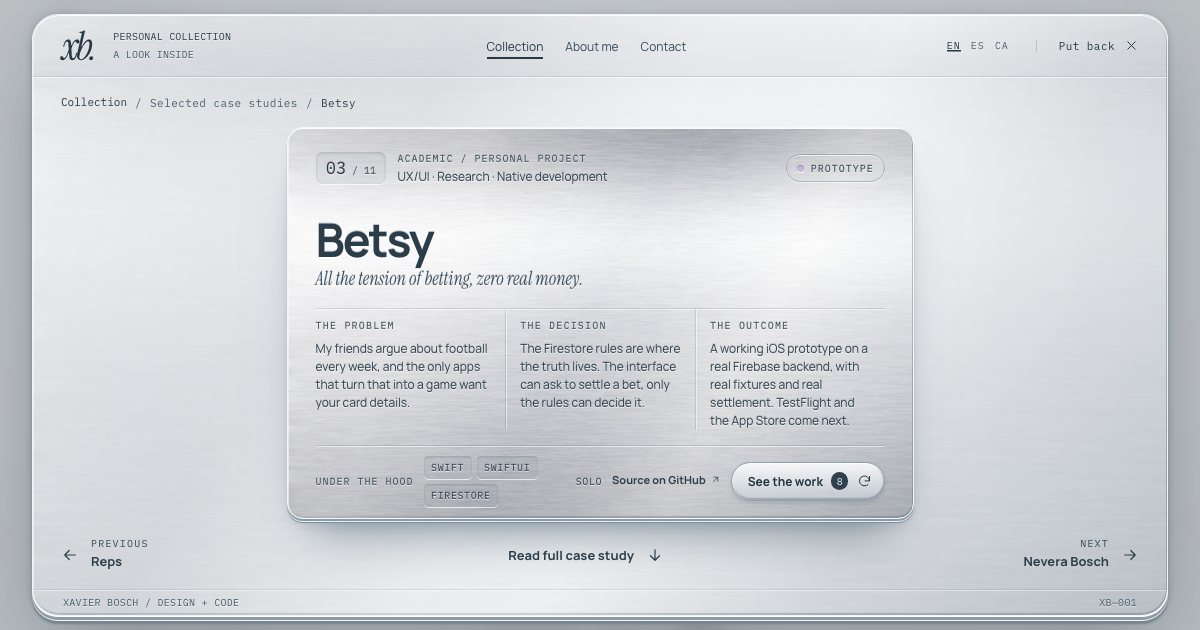 xb.
PERSONAL COLLECTION
A LOOK INSIDE
Collection
About me
Contact
EN ES CA
Put back
Collection / Selected case studies / Betsy
03 / 11
ACADEMIC / PERSONAL PROJECT
UX/UI · Research · Native development
PROTOTYPE
Betsy
All the tension of betting, zero real money.
THE PROBLEM
My friends argue about football
every week, and the only apps
that turn that into a game want
your card details.
THE DECISION
The Firestore rules are where
the truth lives. The interface
can ask to settle a bet, only
the rules can decide it.
THE OUTCOME
A working iOS prototype on a
real Firebase backend, with
real fixtures and real
settlement. TestFlight and
the App Store come next.
UNDER THE HOOD
SWIFT
SWIFTUI
FIRESTORE
SOLO
Source on GitHub ↗
See the work 8
← PREVIOUS
Reps
Read full case study ↓
NEXT →
Nevera Bosch
XAVIER BOSCH / DESIGN + CODE
XB—001